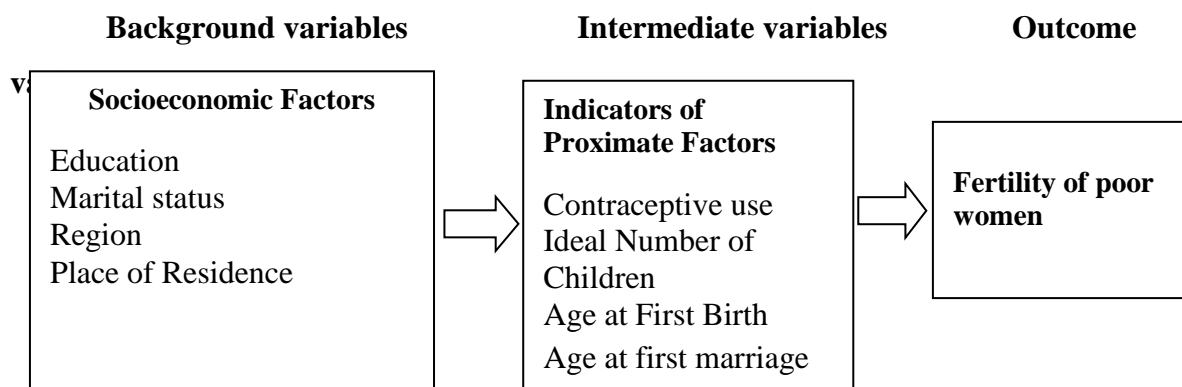 Background variables Intermediate variables Outcome
Socioeconomic Factors
Education
Marital status
Region
Place of Residence
Indicators of
Proximate Factors
Contraceptive use
Ideal Number of
Children
Age at First Birth
Age at first marriage
Fertility of poor
women